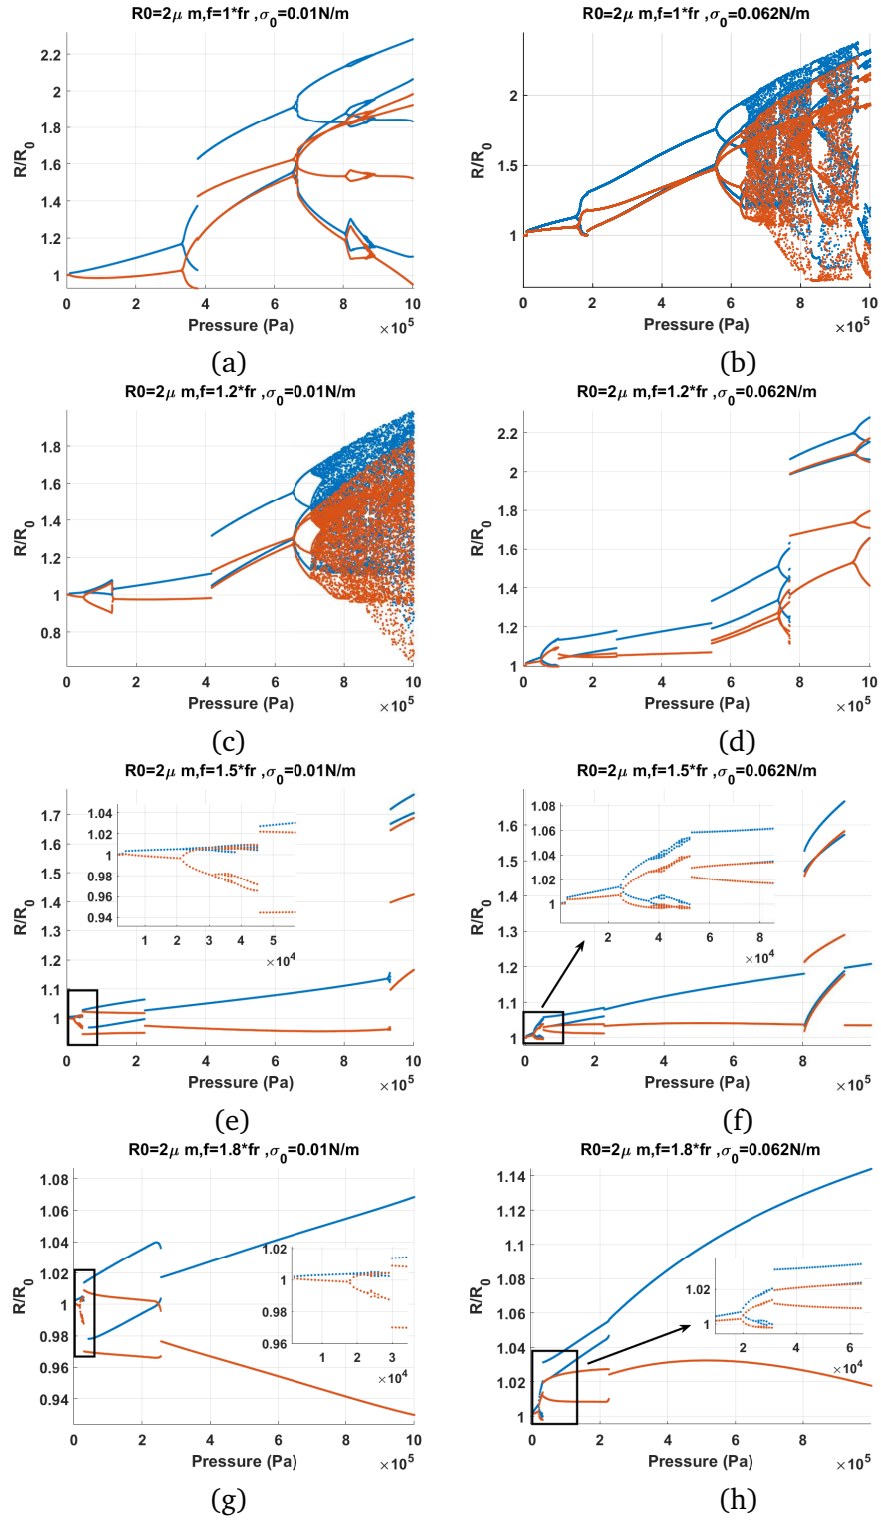 R0=2μ m,f=1*fr ,σ0=0.01N/m
2.2
2
1.8
1.6
1.4
1.2
1
R/R0
0 2 4 6 8 10
Pressure (Pa)
×10^5
(a)
R0=2μ m,f=1*fr ,σ0=0.062N/m
2
1.5
1
R/R0
0 2 4 6 8 10
Pressure (Pa)
×10^5
(b)
R0=2μ m,f=1.2*fr ,σ0=0.01N/m
1.8
1.6
1.4
1.2
1
0.8
R/R0
0 2 4 6 8 10
Pressure (Pa)
×10^5
(c)
R0=2μ m,f=1.2*fr ,σ0=0.062N/m
2.2
2
1.8
1.6
1.4
1.2
1
R/R0
0 2 4 6 8 10
Pressure (Pa)
×10^5
(d)
R0=2μ m,f=1.5*fr ,σ0=0.01N/m
1.7
1.6
1.5
1.4
1.3
1.2
1.1
1
R/R0
1.04
1.02
1
0.98
0.96
0.94
1 2 3 4 5
×10^4
0 2 4 6 8 10
Pressure (Pa)
×10^5
(e)
R0=2μ m,f=1.5*fr ,σ0=0.062N/m
1.6
1.5
1.4
1.3
1.2
1.1
1
R/R0
1.08
1.06
1.04
1.02
1
2 4 6 8
×10^4
0 2 4 6 8 10
Pressure (Pa)
×10^5
(f)
R0=2μ m,f=1.8*fr ,σ0=0.01N/m
1.08
1.06
1.04
1.02
1
0.98
0.96
0.94
R/R0
1.02
1
0.98
0.96
1 2 3
×10^4
0 2 4 6 8 10
Pressure (Pa)
×10^5
(g)
R0=2μ m,f=1.8*fr ,σ0=0.062N/m
1.14
1.12
1.1
1.08
1.06
1.04
1.02
1
R/R0
1.02
1
2 4 6
×10^4
0 2 4 6 8 10
Pressure (Pa)
×10^5
(h)